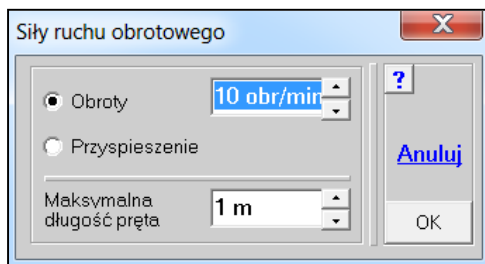 Siły ruchu obrotowego
Obroty
10 obr/min
?
Przyspieszenie
Anuluj
Maksymalna
długość pręta
1 m
OK